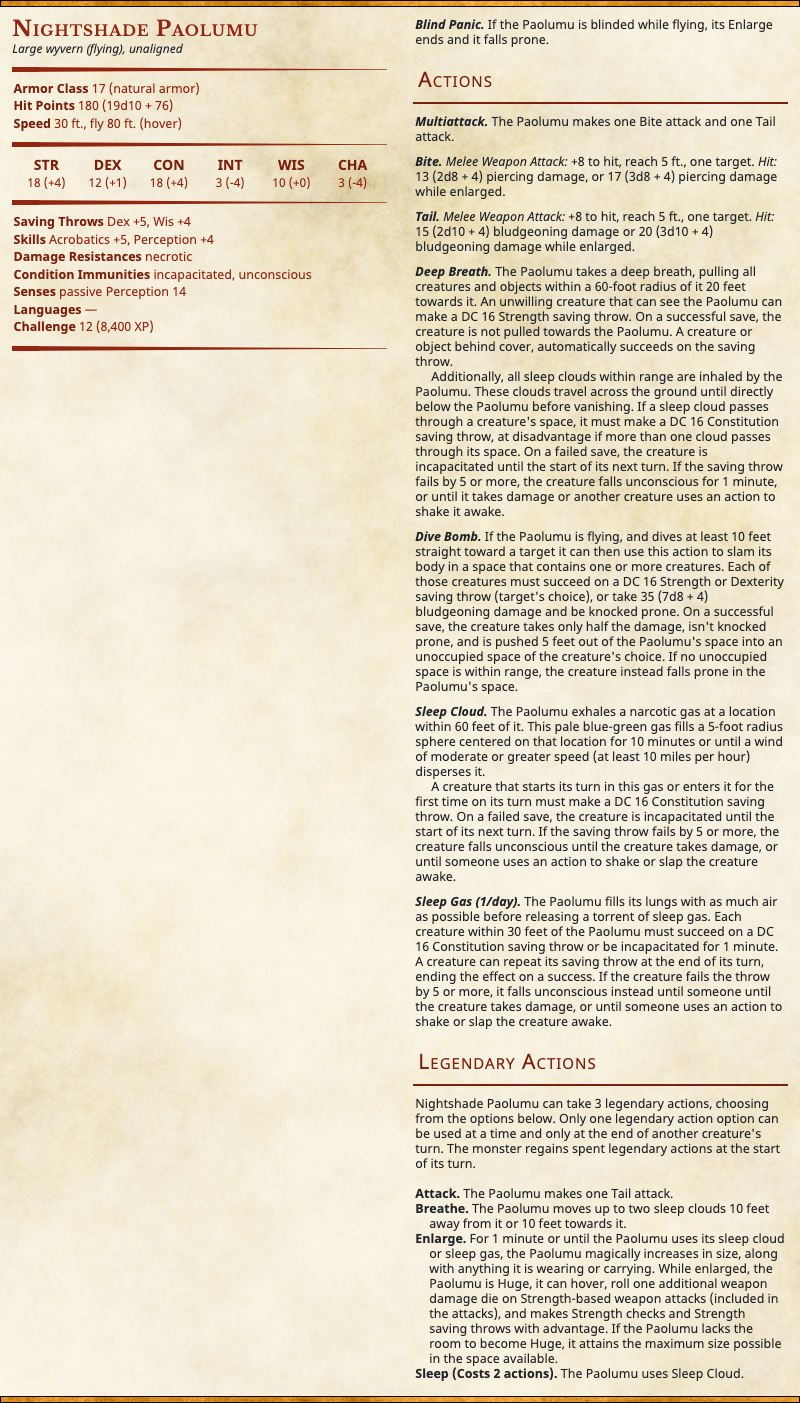 Nightshade Paolumu
Large wyvern (flying), unaligned
Armor Class 17 (natural armor)
Hit Points 180 (19d10 + 76)
Speed 30 ft., fly 80 ft. (hover)
STR DEX CON INT WIS CHA
18 (+4) 12 (+1) 18 (+4) 3 (-4) 10 (+0) 3 (-4)
Saving Throws Dex +5, Wis +4
Skills Acrobatics +5, Perception +4
Damage Resistances necrotic
Condition Immunities incapacitated, unconscious
Senses passive Perception 14
Languages —
Challenge 12 (8,400 XP)
Blind Panic. If the Paolumu is blinded while flying, its Enlarge
ends and it falls prone.
Actions
Multiattack. The Paolumu makes one Bite attack and one Tail
attack.
Bite. Melee Weapon Attack: +8 to hit, reach 5 ft., one target. Hit:
13 (2d8 + 4) piercing damage, or 17 (3d8 + 4) piercing damage
while enlarged.
Tail. Melee Weapon Attack: +8 to hit, reach 5 ft., one target. Hit:
15 (2d10 + 4) bludgeoning damage or 20 (3d10 + 4)
bludgeoning damage while enlarged.
Deep Breath. The Paolumu takes a deep breath, pulling all
creatures and objects within a 60-foot radius of it 20 feet
towards it. An unwilling creature that can see the Paolumu can
make a DC 16 Strength saving throw. On a successful save, the
creature is not pulled towards the Paolumu. A creature or
object behind cover, automatically succeeds on the saving
throw.
Additionally, all sleep clouds within range are inhaled by the
Paolumu. These clouds travel across the ground until directly
below the Paolumu before vanishing. If a sleep cloud passes
through a creature's space, it must make a DC 16 Constitution
saving throw, at disadvantage if more than one cloud passes
through its space. On a failed save, the creature is
incapacitated until the start of its next turn. If the saving throw
fails by 5 or more, the creature falls unconscious for 1 minute,
or until it takes damage or another creature uses an action to
shake it awake.
Dive Bomb. If the Paolumu is flying, and dives at least 10 feet
straight toward a target it can then use this action to slam its
body in a space that contains one or more creatures. Each of
those creatures must succeed on a DC 16 Strength or Dexterity
saving throw (target's choice), or take 35 (7d8 + 4)
bludgeoning damage and be knocked prone. On a successful
save, the creature takes only half the damage, isn't knocked
prone, and is pushed 5 feet out of the Paolumu's space into an
unoccupied space of the creature's choice. If no unoccupied
space is within range, the creature instead falls prone in the
Paolumu's space.
Sleep Cloud. The Paolumu exhales a narcotic gas at a location
within 60 feet of it. This pale blue-green gas fills a 5-foot radius
sphere centered on that location for 10 minutes or until a wind
of moderate or greater speed (at least 10 miles per hour)
disperses it.
A creature that starts its turn in this gas or enters it for the
first time on its turn must make a DC 16 Constitution saving
throw. On a failed save, the creature is incapacitated until the
start of its next turn. If the saving throw fails by 5 or more, the
creature falls unconscious until the creature takes damage, or
until someone uses an action to shake or slap the creature
awake.
Sleep Gas (1/day). The Paolumu fills its lungs with as much air
as possible before releasing a torrent of sleep gas. Each
creature within 30 feet of the Paolumu must succeed on a DC
16 Constitution saving throw or be incapacitated for 1 minute.
A creature can repeat its saving throw at the end of its turn,
ending the effect on a success. If the creature fails the throw
by 5 or more, it falls unconscious instead until someone until
the creature takes damage, or until someone uses an action to
shake or slap the creature awake.
Legendary Actions
Nightshade Paolumu can take 3 legendary actions, choosing
from the options below. Only one legendary action option can
be used at a time and only at the end of another creature's
turn. The monster regains spent legendary actions at the start
of its turn.
Attack. The Paolumu makes one Tail attack.
Breathe. The Paolumu moves up to two sleep clouds 10 feet
away from it or 10 feet towards it.
Enlarge. For 1 minute or until the Paolumu uses its sleep cloud
or sleep gas, the Paolumu magically increases in size, along
with anything it is wearing or carrying. While enlarged, the
Paolumu is Huge, it can hover, roll one additional weapon
damage die on Strength-based weapon attacks (included in
the attacks), and makes Strength checks and Strength
saving throws with advantage. If the Paolumu lacks the
room to become Huge, it attains the maximum size possible
in the space available.
Sleep (Costs 2 actions). The Paolumu uses Sleep Cloud.